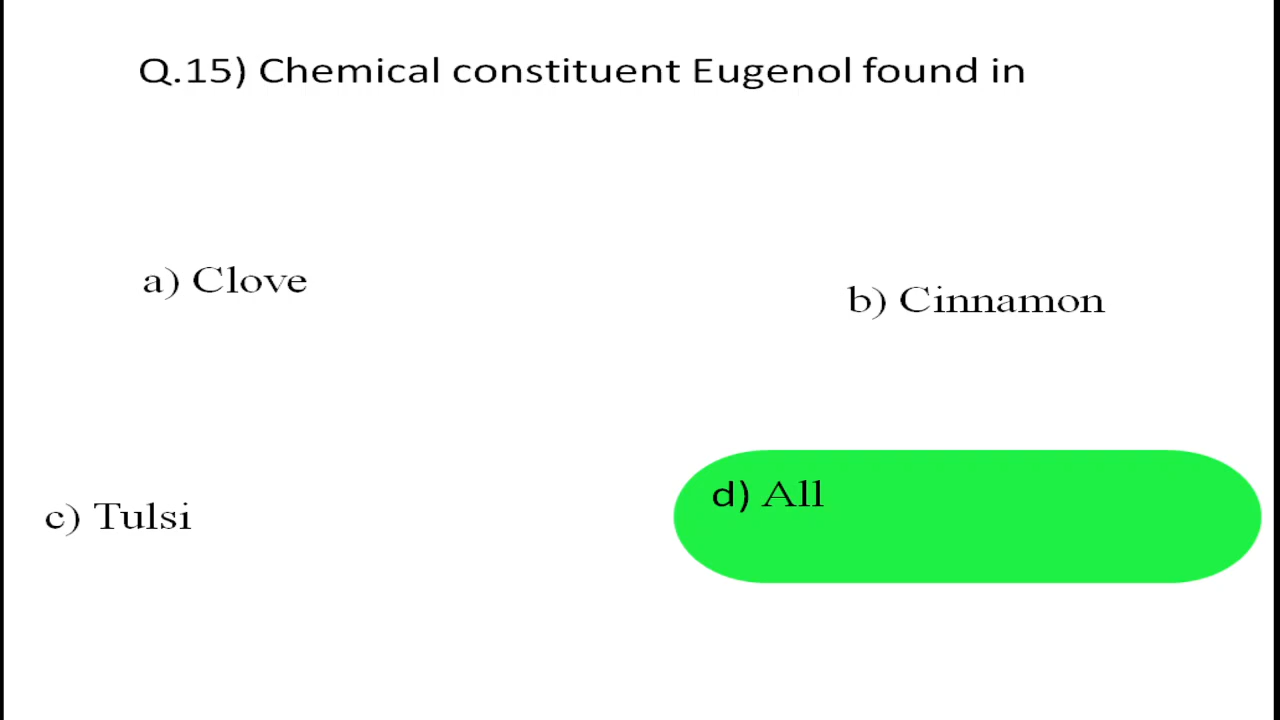 Q.15) Chemical constituent Eugenol found in
a) Clove
b) Cinnamon
c) Tulsi
d) All